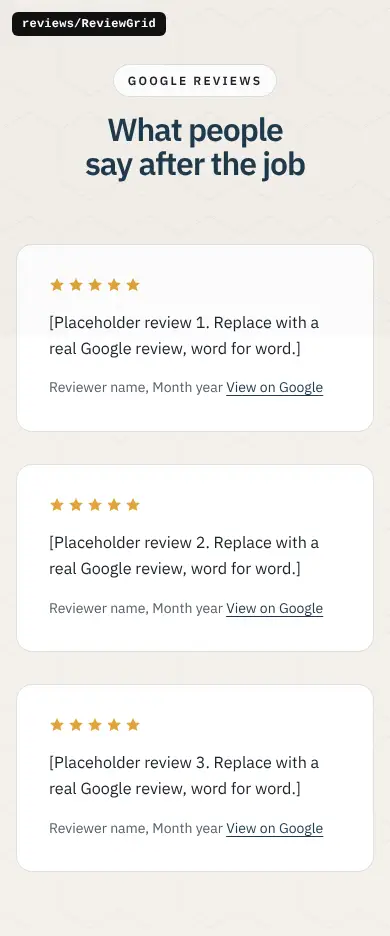 reviews/ReviewGrid
GOOGLE REVIEWS
What people
say after the job
[Placeholder review 1. Replace with a
real Google review, word for word.]
Reviewer name, Month year View on Google
[Placeholder review 2. Replace with a
real Google review, word for word.]
Reviewer name, Month year View on Google
[Placeholder review 3. Replace with a
real Google review, word for word.]
Reviewer name, Month year View on Google